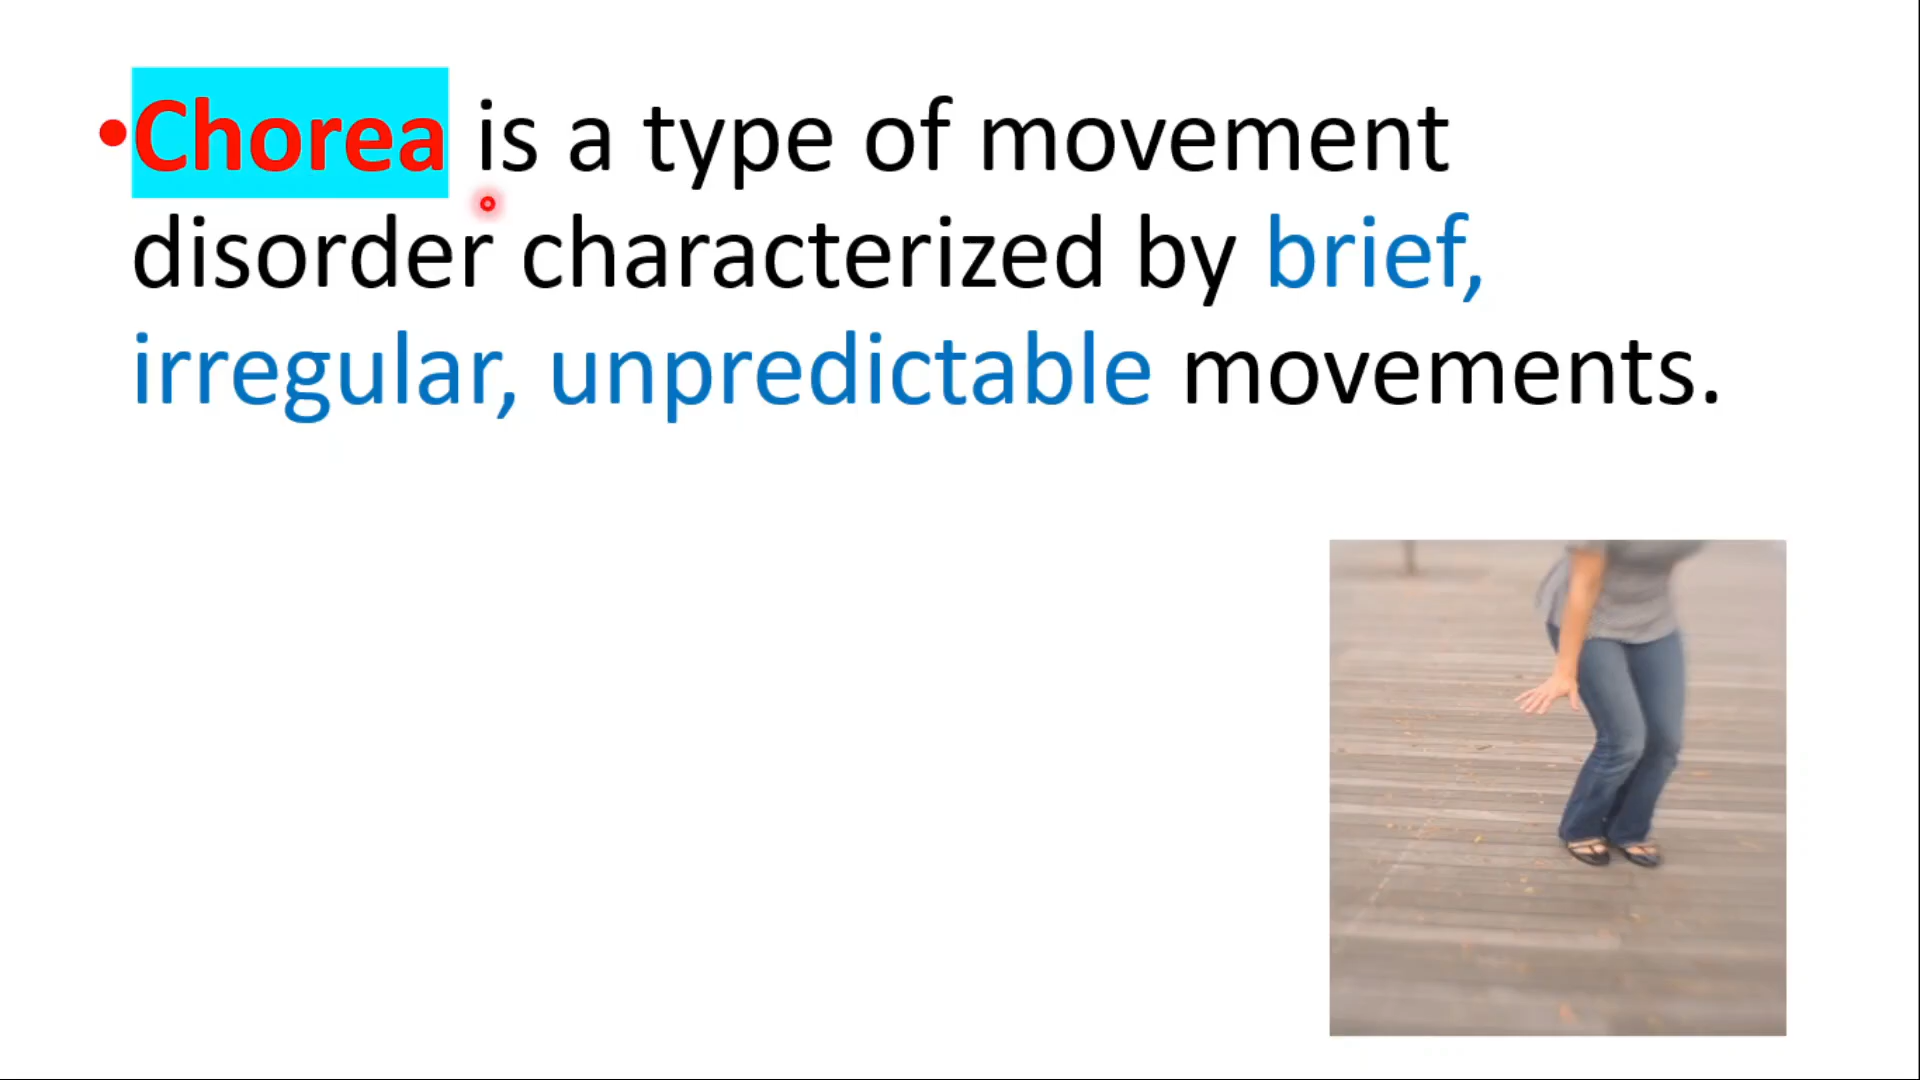 •Chorea is a type of movement
disorder characterized by brief,
irregular, unpredictable movements.